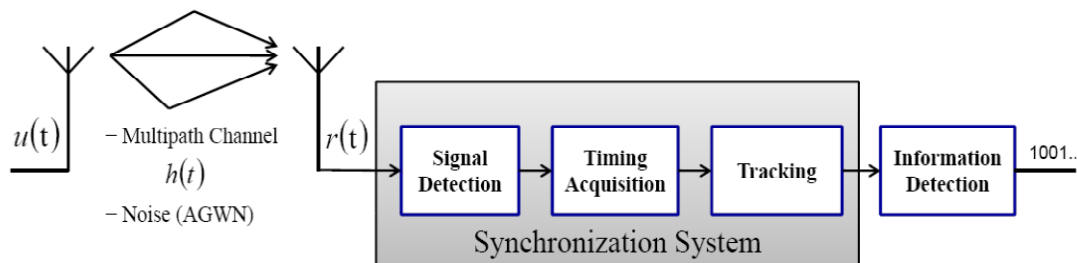 u(t)
– Multipath Channel
h(t)
– Noise (AGWN)
r(t)
Signal
Detection
Timing
Acquisition
Tracking
Synchronization System
Information
Detection
1001..